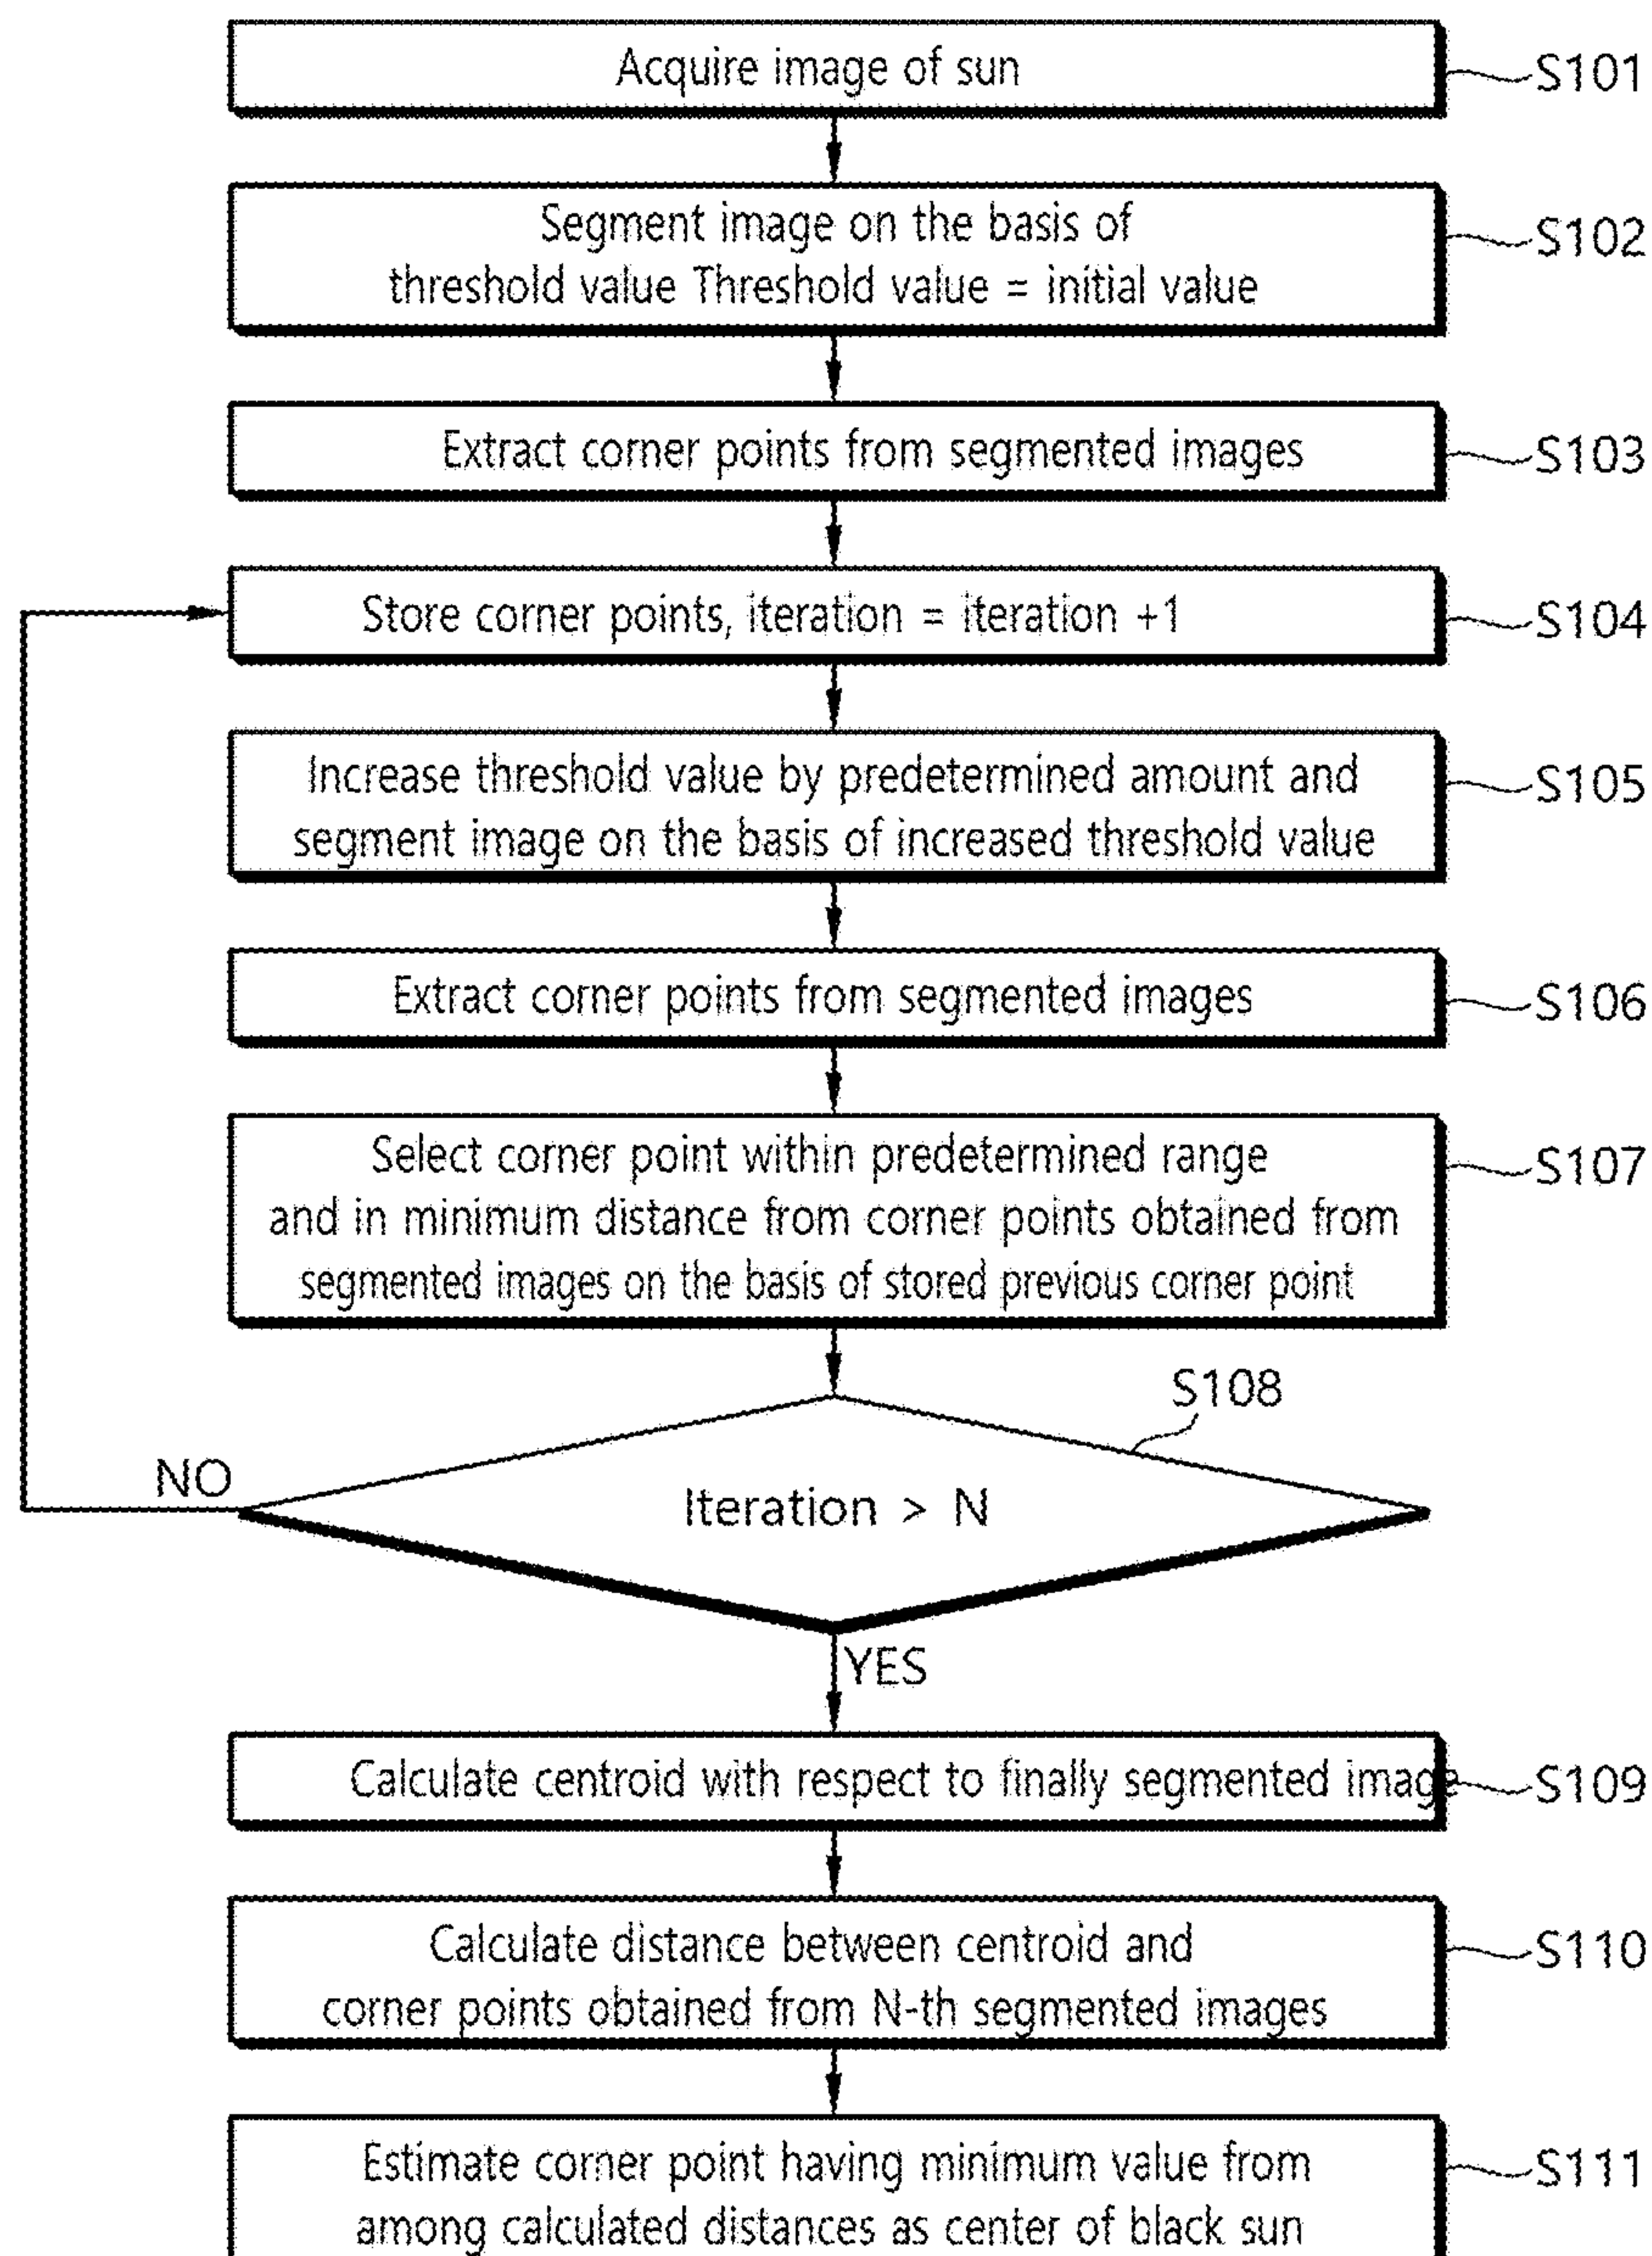 Acquire image of sun
S101
Segment image on the basis of
threshold value Threshold value = initial value
S102
Extract corner points from segmented images
S103
Store corner points, iteration = iteration +1
S104
Increase threshold value by predetermined amount and
segment image on the basis of increased threshold value
S105
Extract corner points from segmented images
S106
Select corner point within predetermined range
and in minimum distance from corner points obtained from
segmented images on the basis of stored previous corner point
S107
S108
NO
Iteration > N
YES
Calculate centroid with respect to finally segmented image
S109
Calculate distance between centroid and
corner points obtained from N-th segmented images
S110
Estimate corner point having minimum value from
among calculated distances as center of black sun
S111